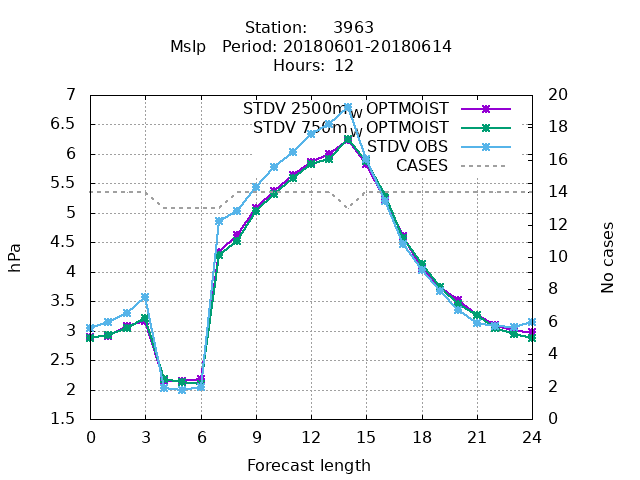 Station: 3963
Mslp Period: 20180601-20180614
Hours: 12
STDV 2500m_W OPTMOIST
STDV 750m_W OPTMOIST
STDV OBS
CASES
7
6.5
6
5.5
5
4.5
4
3.5
3
2.5
2
1.5
20
18
16
14
12
10
8
6
4
2
0
hPa
No cases
0 3 6 9 12 15 18 21 24
Forecast length